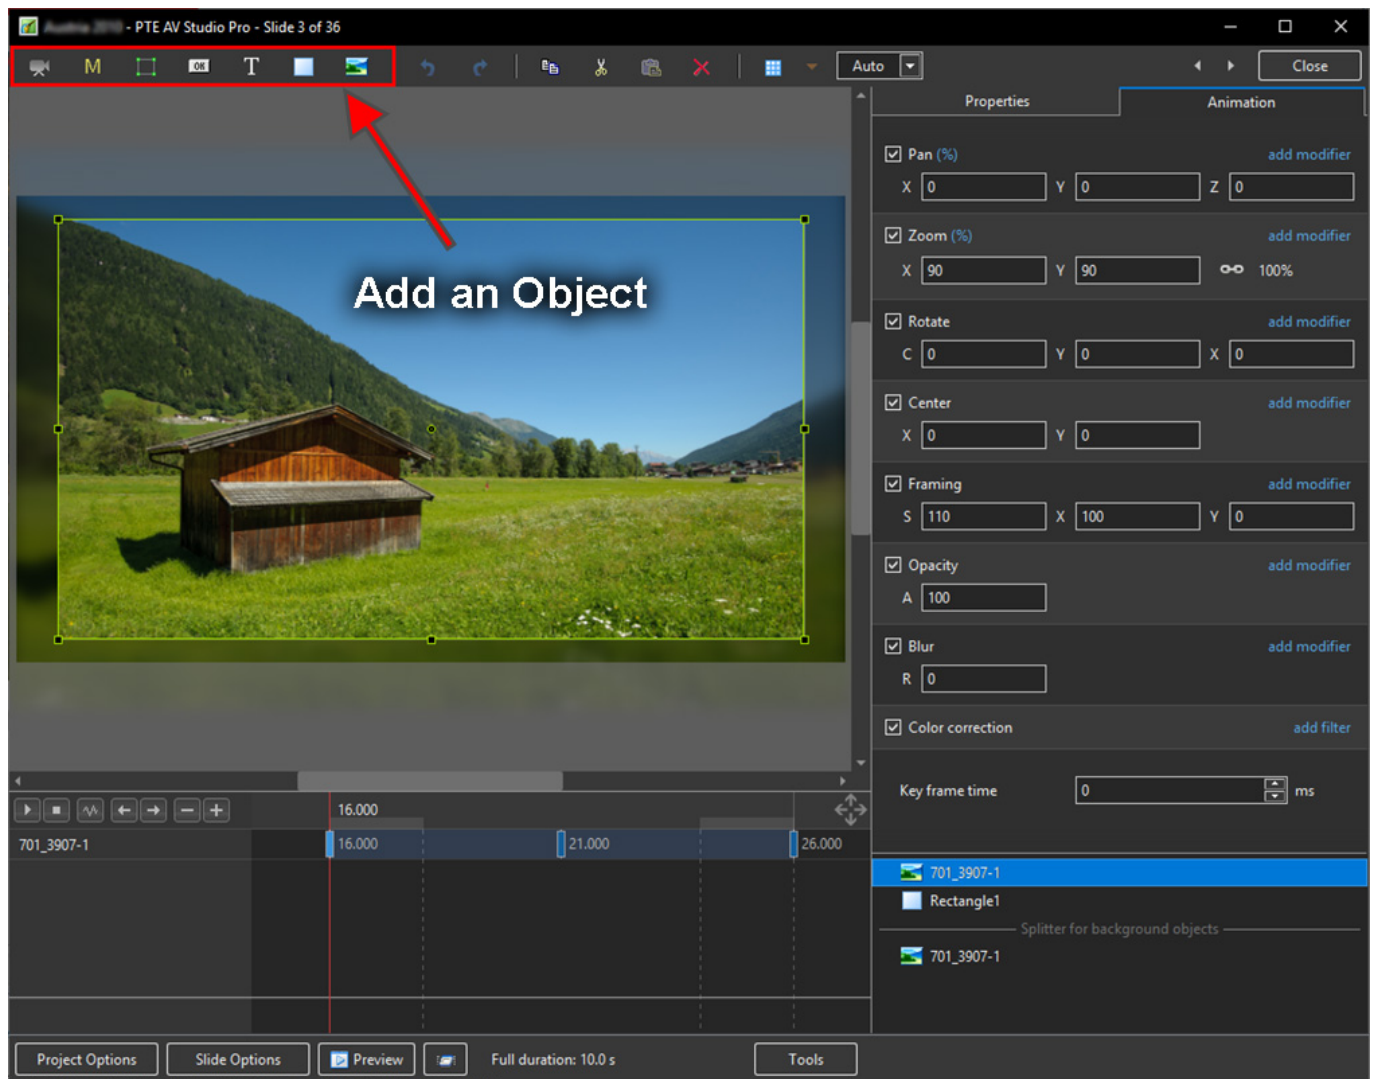 - PTE AV Studio Pro - Slide 3 of 36
M OK T Auto Close
Properties Animation
Pan (%) add modifier
X 0 Y 0 Z 0
Zoom (%) add modifier
X 90 Y 90 100%
Rotate add modifier
C 0 Y 0 X 0
Center add modifier
X 0 Y 0
Framing add modifier
S 110 X 100 Y 0
Opacity add modifier
A 100
Blur add modifier
R 0
Color correction add filter
Key frame time 0 ms
Add an Object
16.000
701_3907-1 16.000 21.000 26.000
701_3907-1
Rectangle1
Splitter for background objects
701_3907-1
Project Options Slide Options Preview Full duration: 10.0 s Tools